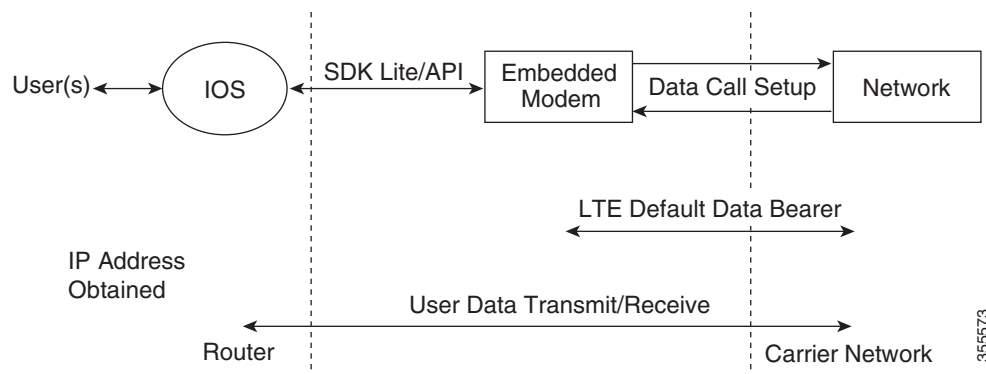 User(s)
IOS
SDK Lite/API
Embedded
Modem
Data Call Setup
Network
LTE Default Data Bearer
IP Address
Obtained
User Data Transmit/Receive
Router
Carrier Network
355573